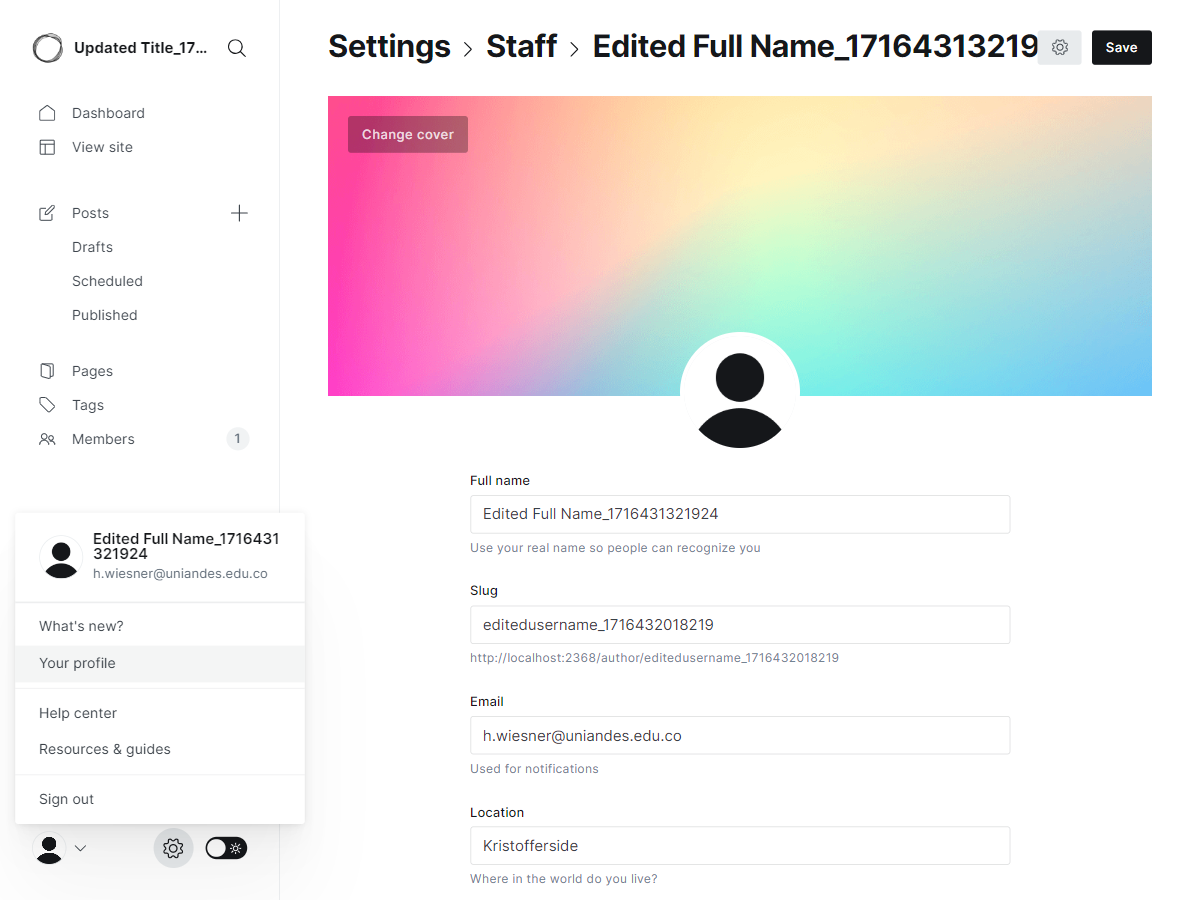 Updated Title_17...
Dashboard
View site
Posts
Drafts
Scheduled
Published
Pages
Tags
Members
1
Edited Full Name_1716431
321924
h.wiesner@uniandes.edu.co
What's new?
Your profile
Help center
Resources & guides
Sign out
Settings > Staff > Edited Full Name_17164313219
Save
Change cover
Full name
Edited Full Name_1716431321924
Use your real name so people can recognize you
Slug
editedusername_1716432018219
http://localhost:2368/author/editedusername_1716432018219
Email
h.wiesner@uniandes.edu.co
Used for notifications
Location
Kristofferside
Where in the world do you live?